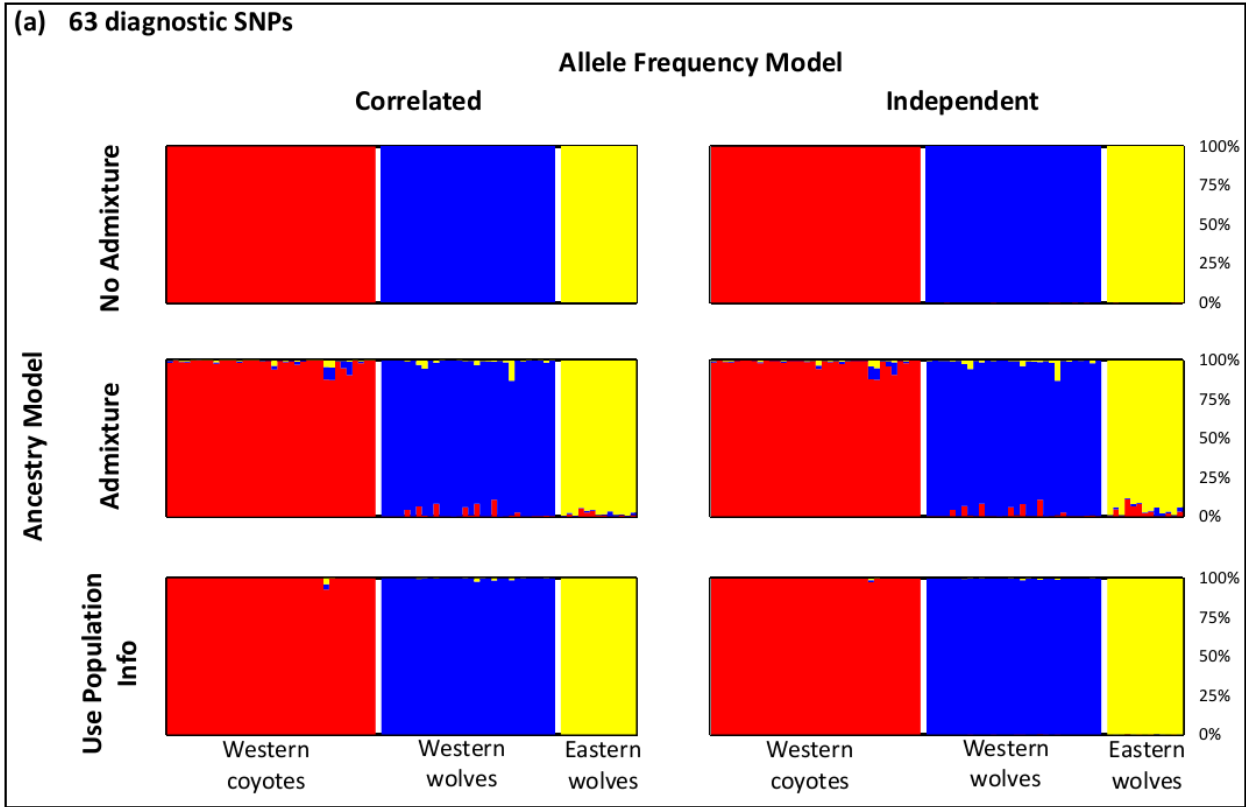 (a) 63 diagnostic SNPs
Allele Frequency Model
Correlated
Independent
Ancestry Model
No Admixture
100%
75%
50%
25%
0%
Admixture
100%
75%
50%
25%
0%
Use Population
Info
100%
75%
50%
25%
0%
Western
coyotes
Western
wolves
Eastern
wolves
Western
coyotes
Western
wolves
Eastern
wolves